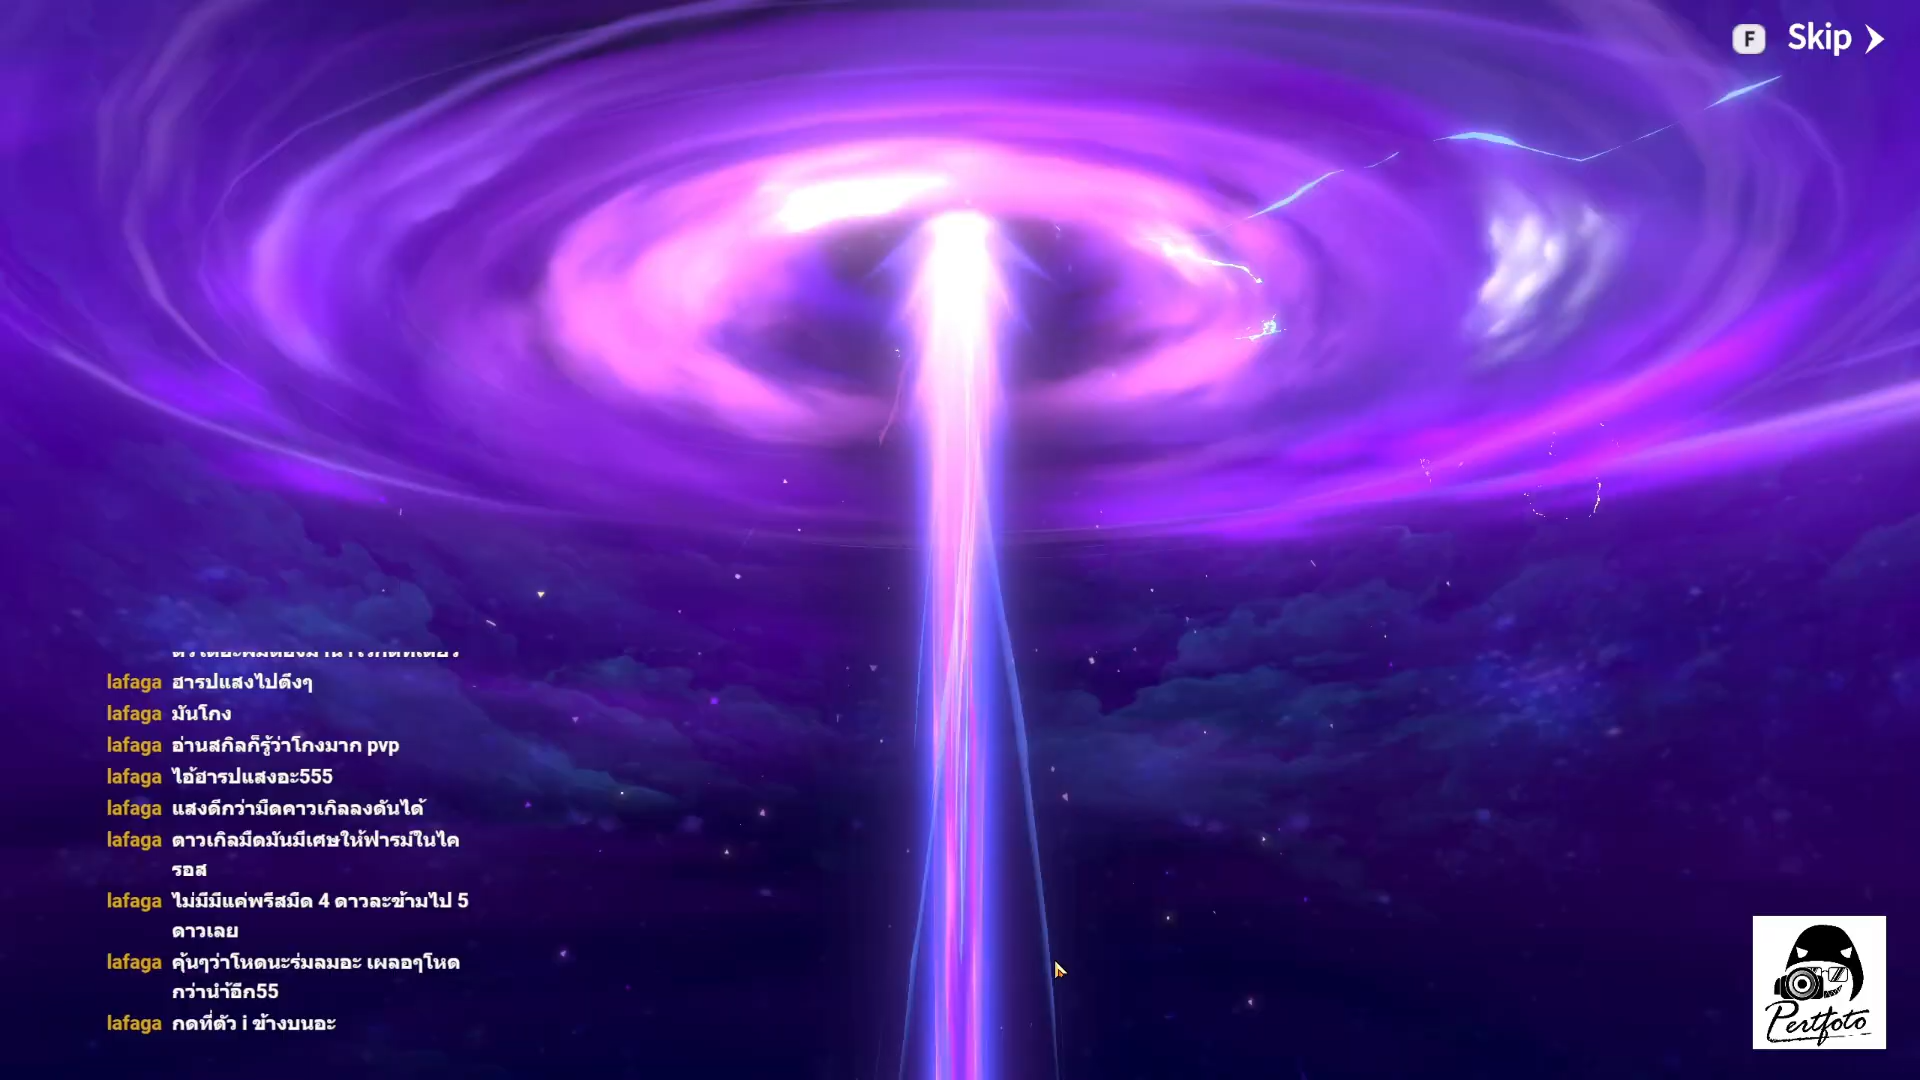 F Skip
lafaga ฮารปแสงไปตึงๆ
lafaga มันโกง
lafaga อ่านสกิลก็รู้ว่าโกงมาก pvp
lafaga ไอ้ฮารปแสงอะ555
lafaga แสงดีกว่ามืดคาวเกิลลงดันได้
lafaga ดาวเกิลมืดมันมีเศษให้ฟารม์ในไค
รอส
lafaga ไม่มีมีแค่พรีสมืด 4 ดาวละข้ามไป 5
ดาวเลย
lafaga คุ้นๆว่าโหดนะร่มลมอะ เผลอๆโหด
กว่านำ้อีก55
lafaga กดที่ตัว i ข้างบนอะ
Pertfoto